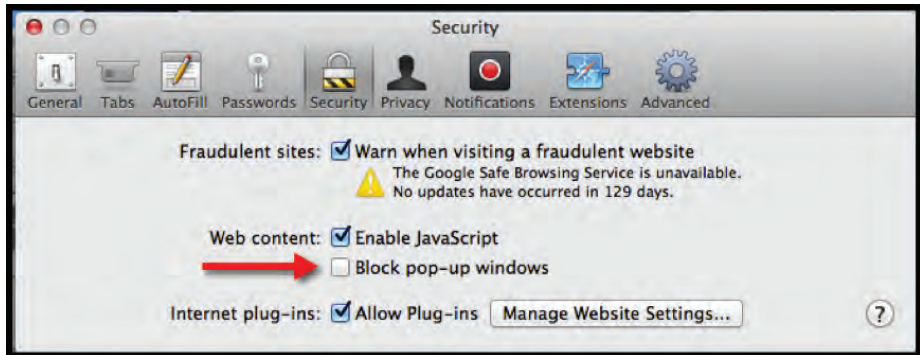 Security
General Tabs AutoFill Passwords Security Privacy Notifications Extensions Advanced
Fraudulent sites: Warn when visiting a fraudulent website
The Google Safe Browsing Service is unavailable.
No updates have occurred in 129 days.
Web content: Enable JavaScript
Block pop-up windows
Internet plug-ins: Allow Plug-ins Manage Website Settings... ?